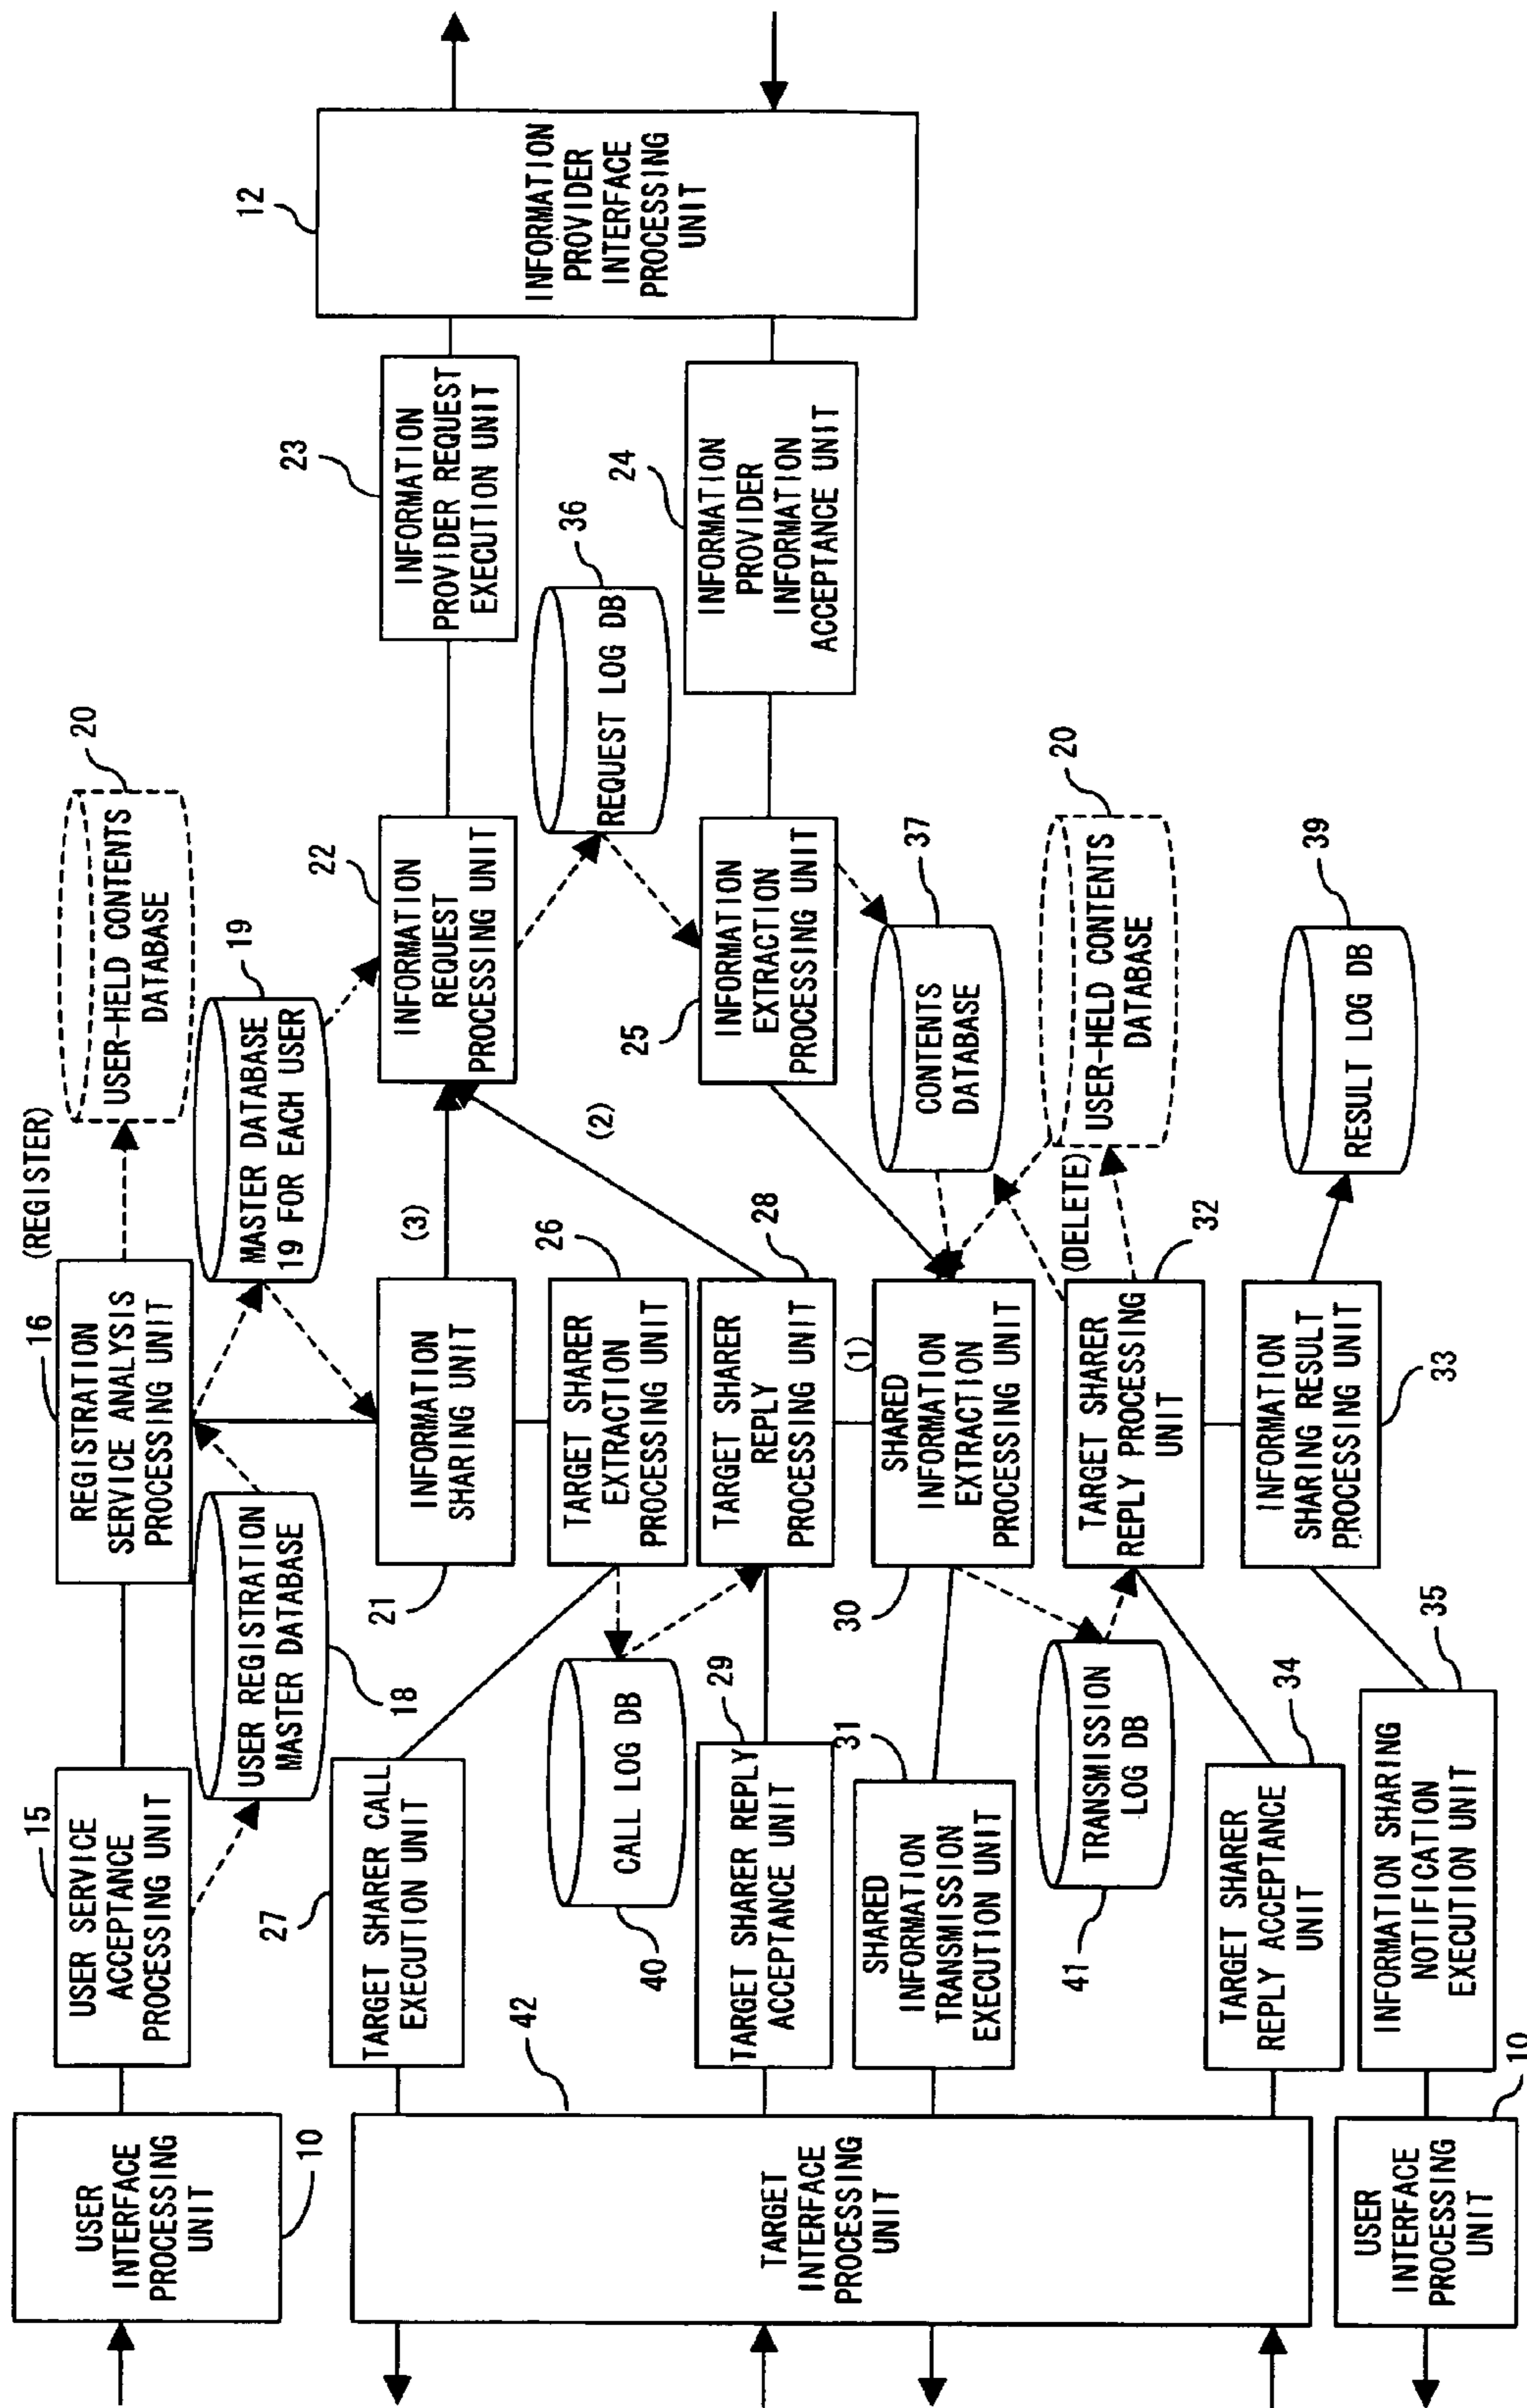 USER
INTERFACE
PROCESSING
UNIT
10
15
USER SERVICE
ACCEPTANCE
PROCESSING UNIT
16
REGISTRATION
SERVICE ANALYSIS
PROCESSING UNIT
(REGISTER)
20
USER-HELD CONTENTS
DATABASE
USER REGISTRATION
MASTER DATABASE
18
19
MASTER DATABASE
19 FOR EACH USER
27
TARGET SHARER CALL
EXECUTION UNIT
21
INFORMATION
SHARING UNIT
(3)
22
INFORMATION
REQUEST
PROCESSING UNIT
23
INFORMATION
PROVIDER REQUEST
EXECUTION UNIT
12
INFORMATION
PROVIDER
INTERFACE
PROCESSING
UNIT
42
TARGET
INTERFACE
PROCESSING
UNIT
40
CALL LOG DB
26
TARGET SHARER
EXTRACTION
PROCESSING UNIT
(2)
36
REQUEST LOG DB
29
TARGET SHARER REPLY
ACCEPTANCE UNIT
28
TARGET SHARER
REPLY
PROCESSING UNIT
25
INFORMATION
EXTRACTION
PROCESSING UNIT
24
INFORMATION
PROVIDER
INFORMATION
ACCEPTANCE UNIT
31
SHARED
INFORMATION
TRANSMISSION
EXECUTION UNIT
30
(1)
SHARED
INFORMATION
EXTRACTION
PROCESSING UNIT
37
CONTENTS
DATABASE
41
TRANSMISSION
LOG DB
(DELETE)
20
USER-HELD CONTENTS
DATABASE
34
TARGET SHARER
REPLY ACCEPTANCE
UNIT
32
TARGET SHARER
REPLY PROCESSING
UNIT
39
RESULT LOG DB
USER
INTERFACE
PROCESSING
UNIT
10
35
INFORMATION SHARING
NOTIFICATION
EXECUTION UNIT
33
INFORMATION
SHARING RESULT
PROCESSING UNIT